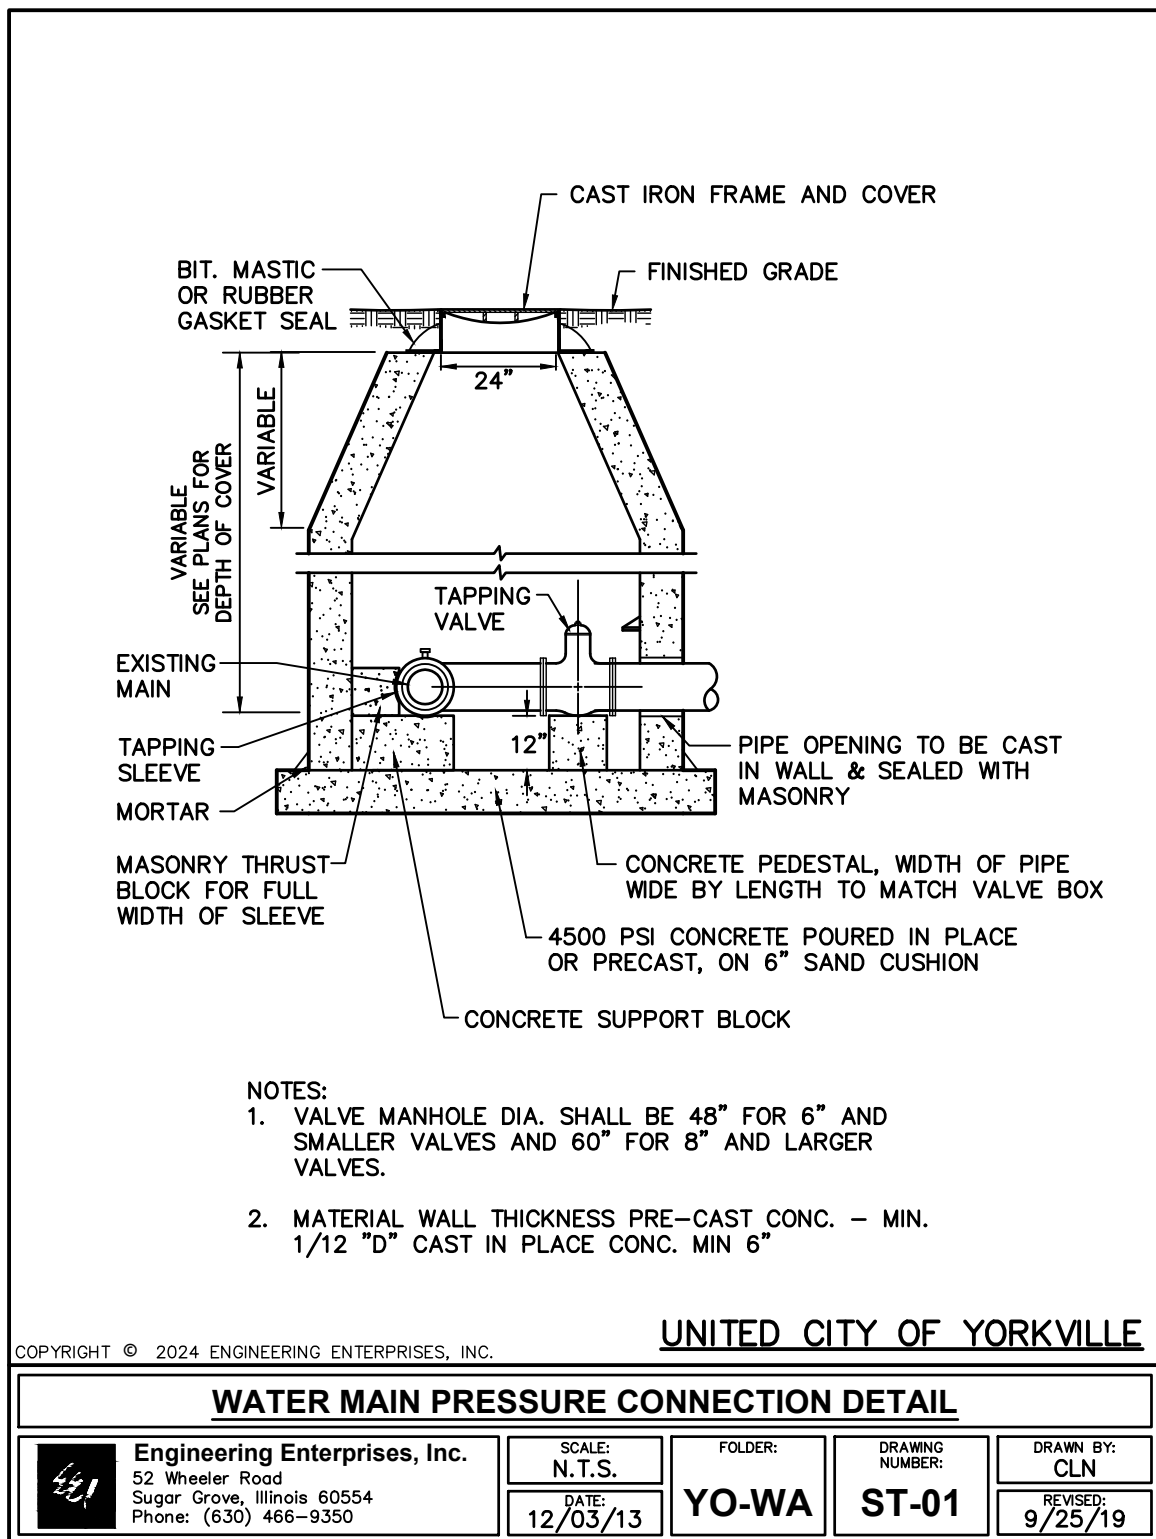 CAST IRON FRAME AND COVER
BIT. MASTIC
OR RUBBER
GASKET SEAL
FINISHED GRADE
24”
VARIABLE
VARIABLE
SEE PLANS FOR
DEPTH OF COVER
TAPPING
VALVE
EXISTING
MAIN
TAPPING
SLEEVE
12”
PIPE OPENING TO BE CAST
IN WALL & SEALED WITH
MASONRY
MORTAR
MASONRY THRUST
BLOCK FOR FULL
WIDTH OF SLEEVE
CONCRETE PEDESTAL, WIDTH OF PIPE
WIDE BY LENGTH TO MATCH VALVE BOX
4500 PSI CONCRETE POURED IN PLACE
OR PRECAST, ON 6” SAND CUSHION
CONCRETE SUPPORT BLOCK
NOTES:
1. VALVE MANHOLE DIA. SHALL BE 48” FOR 6” AND
SMALLER VALVES AND 60” FOR 8” AND LARGER
VALVES.
2. MATERIAL WALL THICKNESS PRE–CAST CONC. – MIN.
1/12 ”D” CAST IN PLACE CONC. MIN 6”
UNITED CITY OF YORKVILLE
COPYRIGHT © 2024 ENGINEERING ENTERPRISES, INC.
WATER MAIN PRESSURE CONNECTION DETAIL
EEI
Engineering Enterprises, Inc.
52 Wheeler Road
Sugar Grove, Illinois 60554
Phone: (630) 466–9350
SCALE:
N.T.S.
DATE:
12/03/13
FOLDER:
YO-WA
DRAWING
NUMBER:
ST-01
DRAWN BY:
CLN
REVISED:
9/25/19